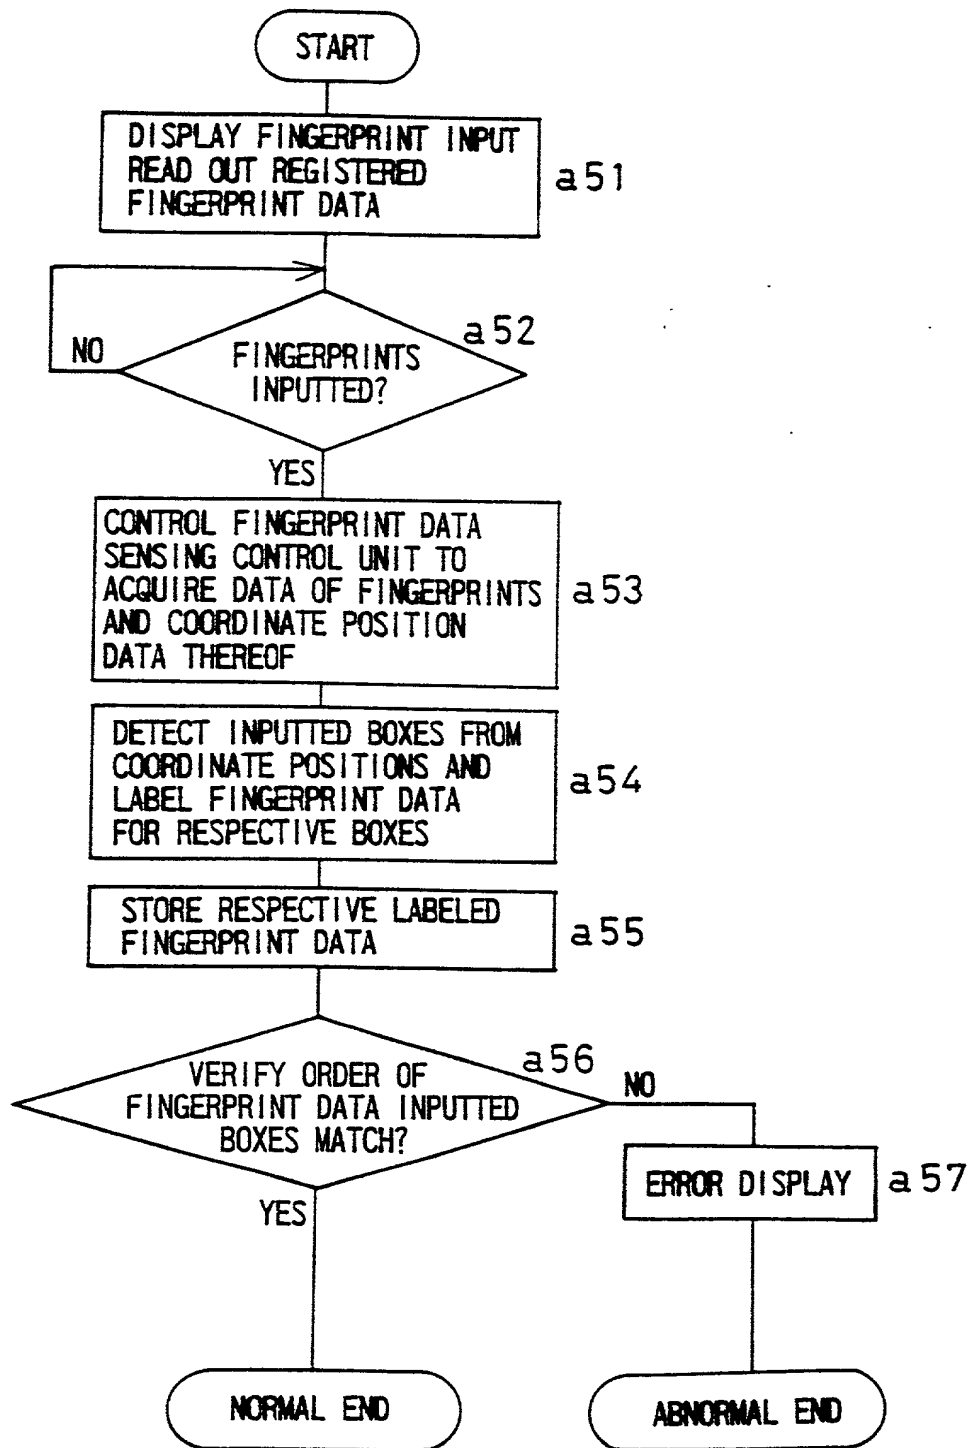 START
DISPLAY FINGERPRINT INPUT
READ OUT REGISTERED
FINGERPRINT DATA
a51
a52
NO
FINGERPRINTS
INPUTTED?
YES
CONTROL FINGERPRINT DATA
SENSING CONTROL UNIT TO
ACQUIRE DATA OF FINGERPRINTS
AND COORDINATE POSITION
DATA THEREOF
a53
DETECT INPUTTED BOXES FROM
COORDINATE POSITIONS AND
LABEL FINGERPRINT DATA
FOR RESPECTIVE BOXES
a54
STORE RESPECTIVE LABELED
FINGERPRINT DATA
a55
a56
VERIFY ORDER OF
FINGERPRINT DATA INPUTTED
BOXES MATCH?
NO
YES
ERROR DISPLAY
a57
NORMAL END
ABNORMAL END